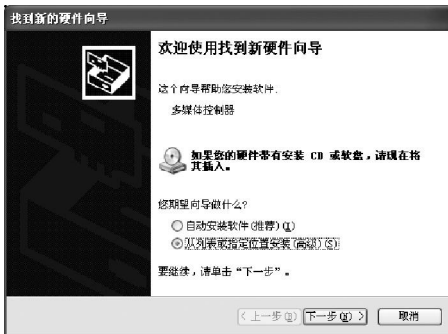 找到新的硬件向导
欢迎使用找到新硬件向导
这个向导帮助您安装软件:
多媒体控制器
如果您的硬件带有安装 CD 或软盘，请现在将
其插入。
您期望向导做什么?
自动安装软件(推荐)(I)
从列表或指定位置安装(高级)(S)
要继续，请单击“下一步”。
< 上一步(B)
下一步(N) >
取消